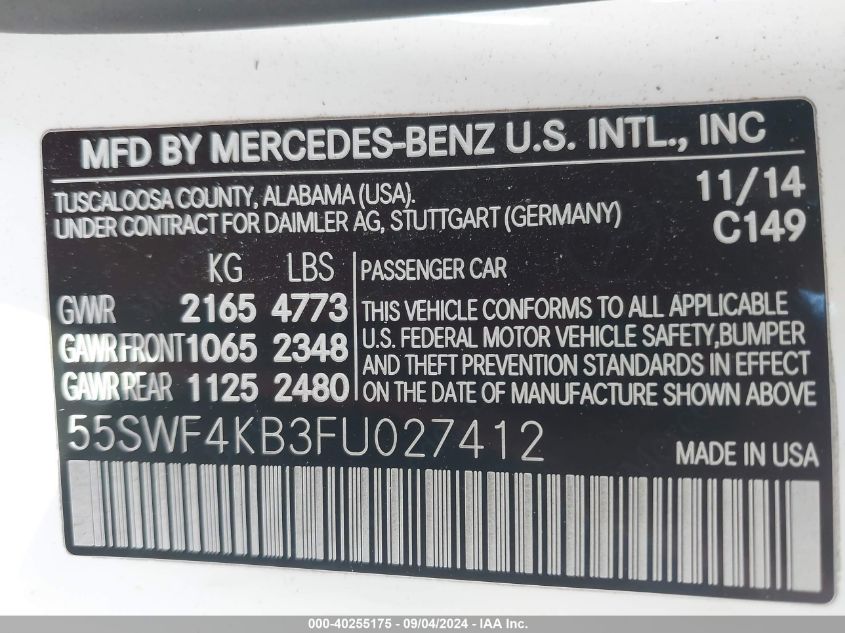 MFD BY MERCEDES-BENZ U.S. INTL., INC
TUSCALOOSA COUNTY, ALABAMA (USA).
UNDER CONTRACT FOR DAIMLER AG, STUTTGART (GERMANY)
11/14
C149
KG LBS
GVWR 2165 4773
GAWR FRONT 1065 2348
GAWR REAR 1125 2480
PASSENGER CAR
THIS VEHICLE CONFORMS TO ALL APPLICABLE
U.S. FEDERAL MOTOR VEHICLE SAFETY,BUMPER
AND THEFT PREVENTION STANDARDS IN EFFECT
ON THE DATE OF MANUFACTURE SHOWN ABOVE
55SWF4KB3FU027412
MADE IN USA
000-40255175 - 09/04/2024 - IAA Inc.